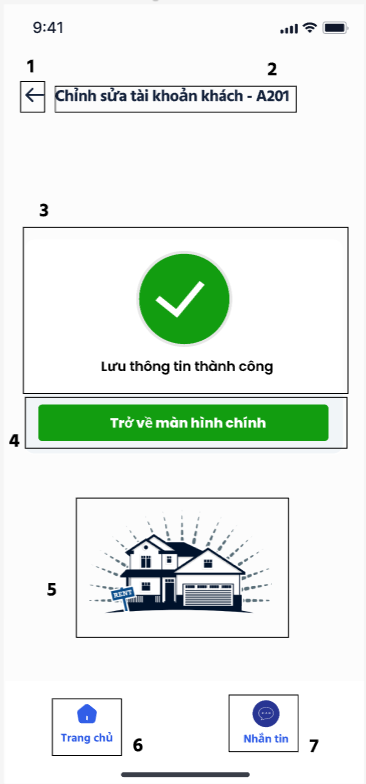 9:41
1
2
Chỉnh sửa tài khoản khách - A201
3
Lưu thông tin thành công
Trở về màn hình chính
4
RENT
5
Trang chủ
6
Nhắn tin
7